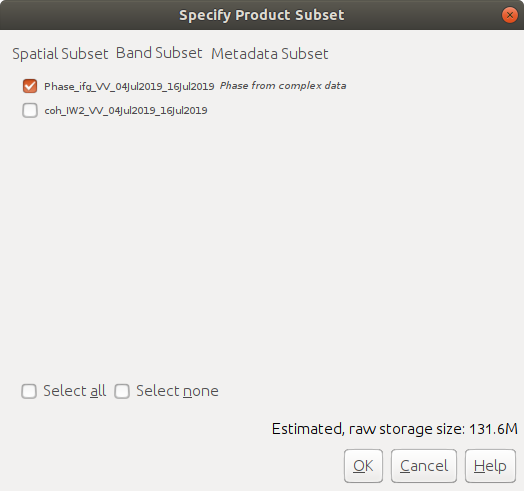 Specify Product Subset
Spatial Subset Band Subset Metadata Subset
Phase_ifg_VV_04Jul2019_16Jul2019 Phase from complex data
coh_IW2_VV_04Jul2019_16Jul2019
Select all Select none
Estimated, raw storage size: 131.6M
OK Cancel Help